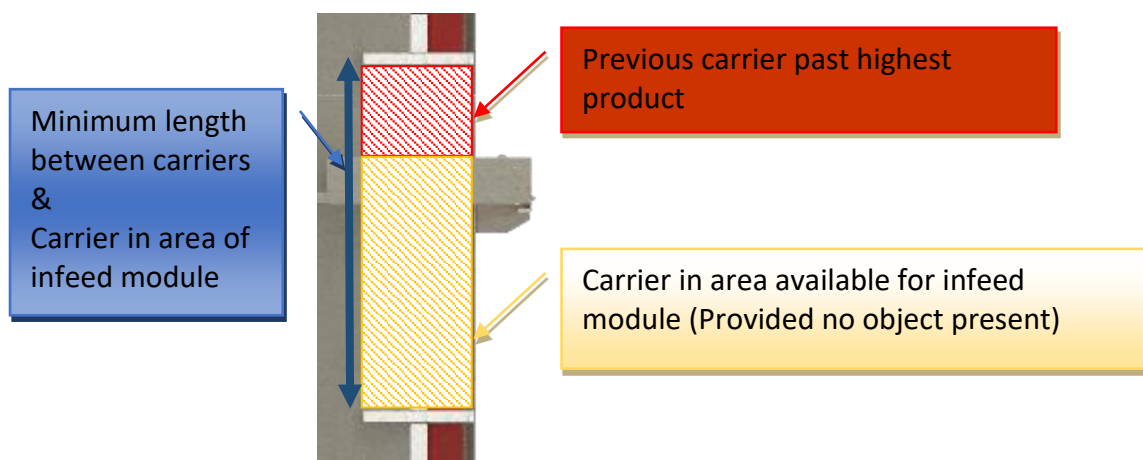 Minimum length
between carriers
&
Carrier in area of
infeed module
Previous carrier past highest
product
Carrier in area available for infeed
module (Provided no object present)